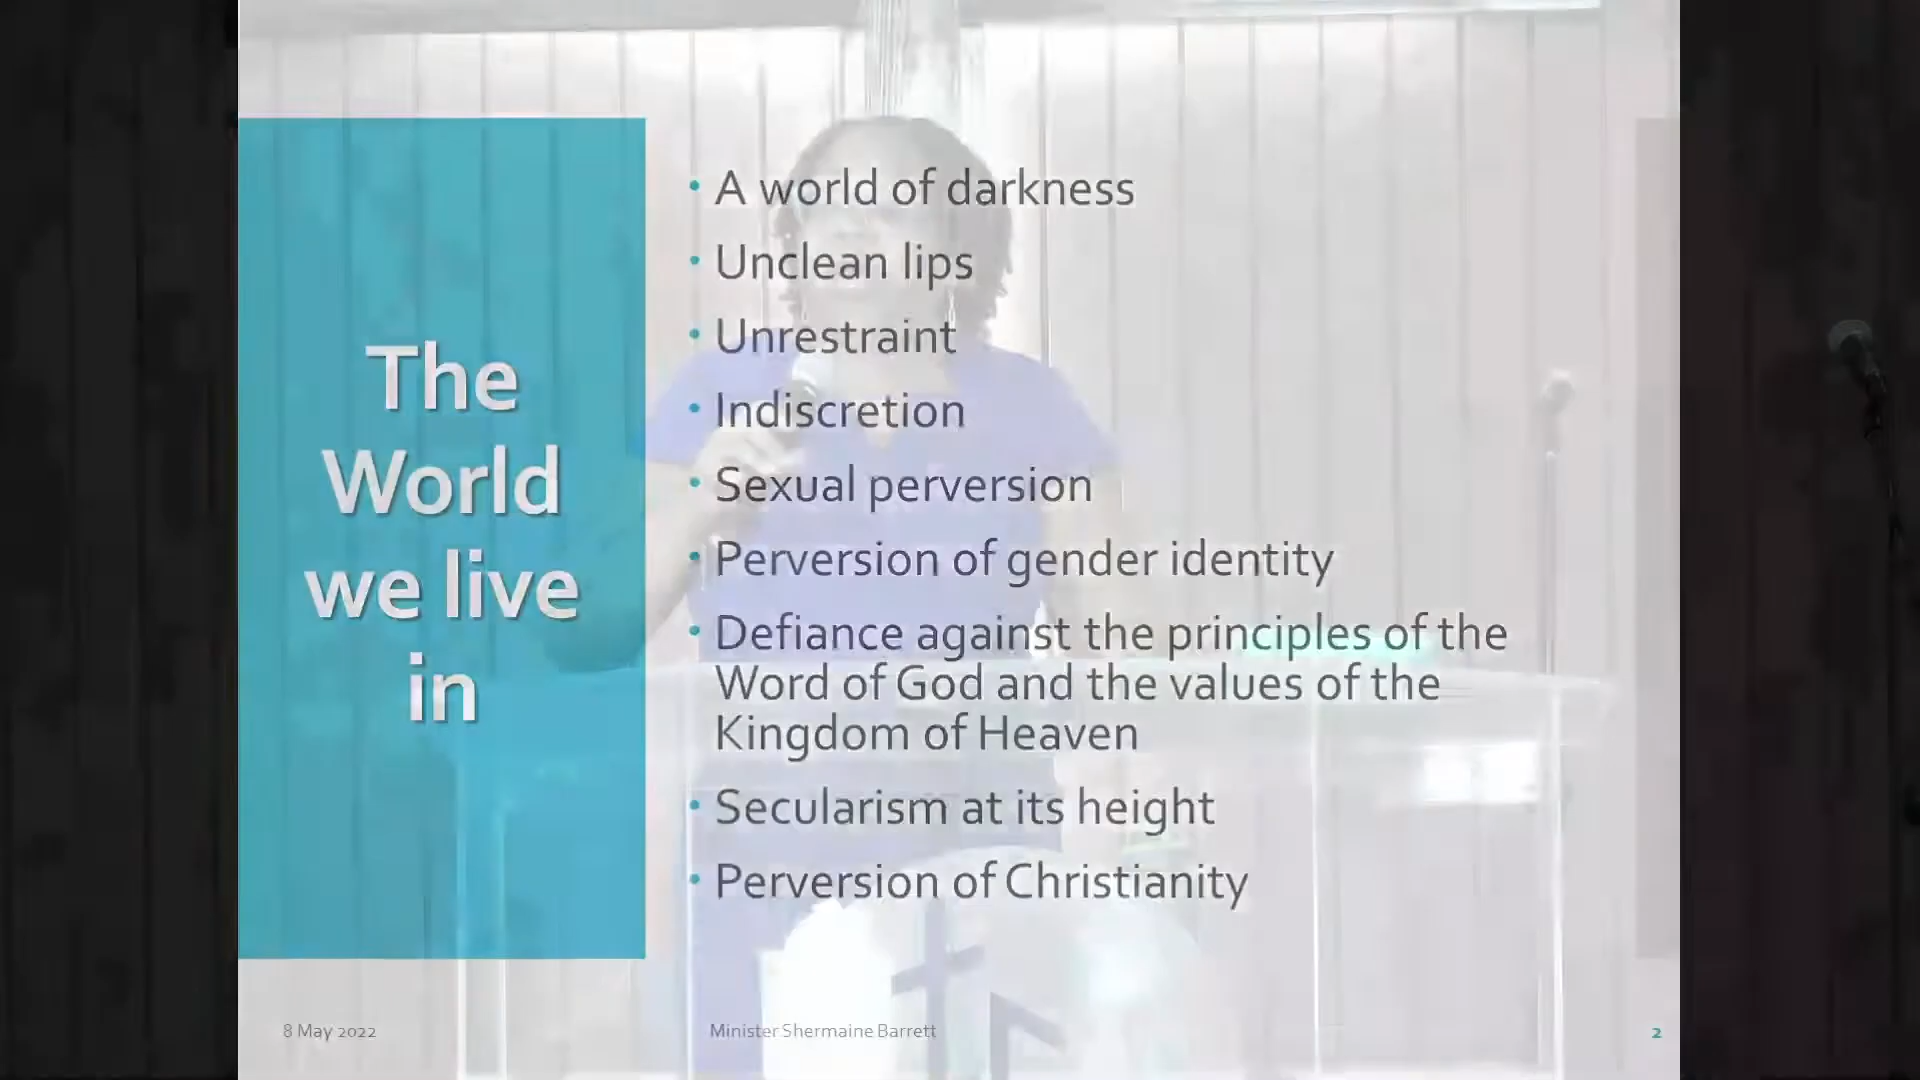 The
World
we live
in
• A world of darkness
• Unclean lips
• Unrestraint
• Indiscretion
• Sexual perversion
• Perversion of gender identity
• Defiance against the principles of the
Word of God and the values of the
Kingdom of Heaven
• Secularism at its height
• Perversion of Christianity
8 May 2022
Minister Shermaine Barrett
2